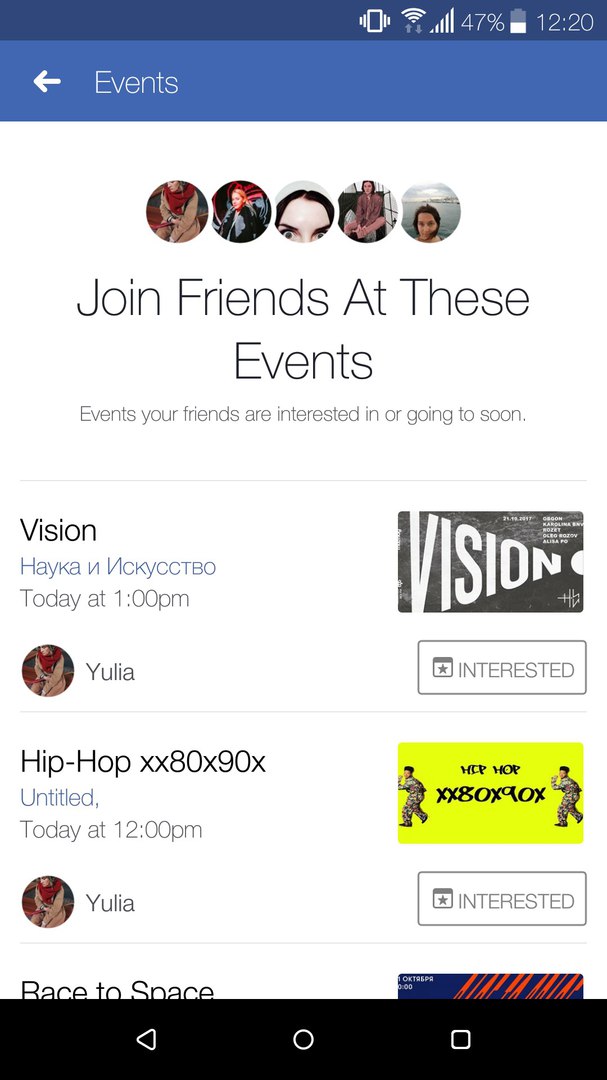 47% 12:20
Events
Join Friends At These
Events
Events your friends are interested in or going to soon.
Vision
Наука и Искусство
Today at 1:00pm
21.10.2017
OBGON
KAROLINA BNV
ROZET
OLEG ROZOV
ALISA PO
VISION
Yulia
INTERESTED
Hip-Hop xx80x90x
Untitled,
Today at 12:00pm
HIP HOP
XX80X90X
Yulia
INTERESTED
Race to Space
1 ОКТЯБРЯ